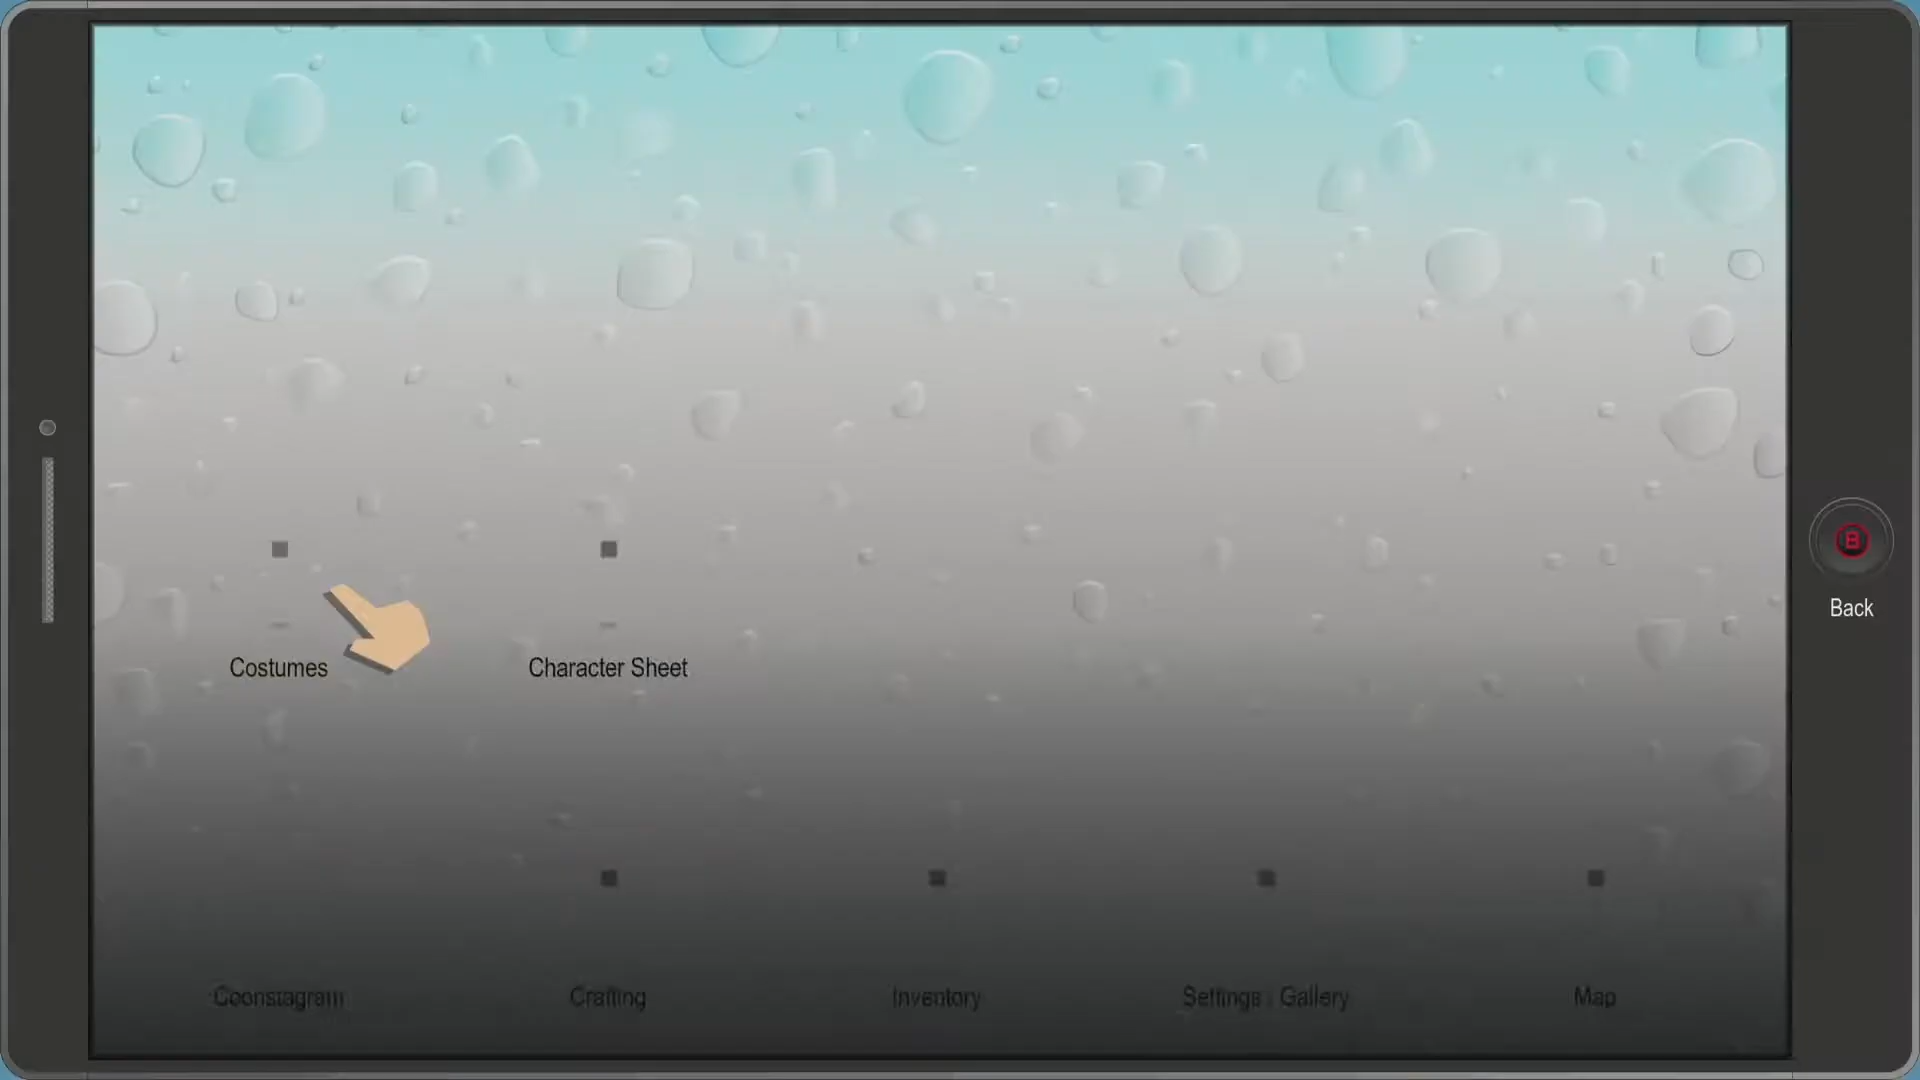 B
Back
Costumes
Character Sheet
Coonstagram
Crafting
Inventory
Settings / Gallery
Map